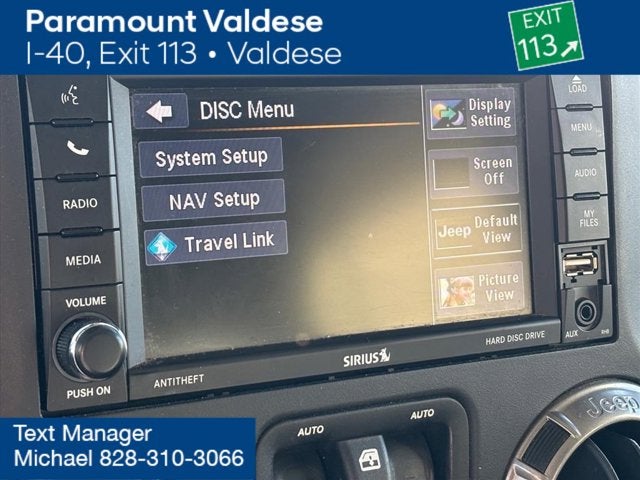 Paramount Valdese
I-40, Exit 113 • Valdese
EXIT
113
DISC Menu
System Setup
NAV Setup
Travel Link
Display
Setting
Screen
Off
Jeep
Default
View
Picture
View
RADIO
MEDIA
VOLUME
PUSH ON
ANTITHEFT
SIRIUS
HARD DISC DRIVE
LOAD
MENU
AUDIO
MY
FILES
AUX
RHB
AUTO
AUTO
Jeep
Text Manager
Michael 828-310-3066